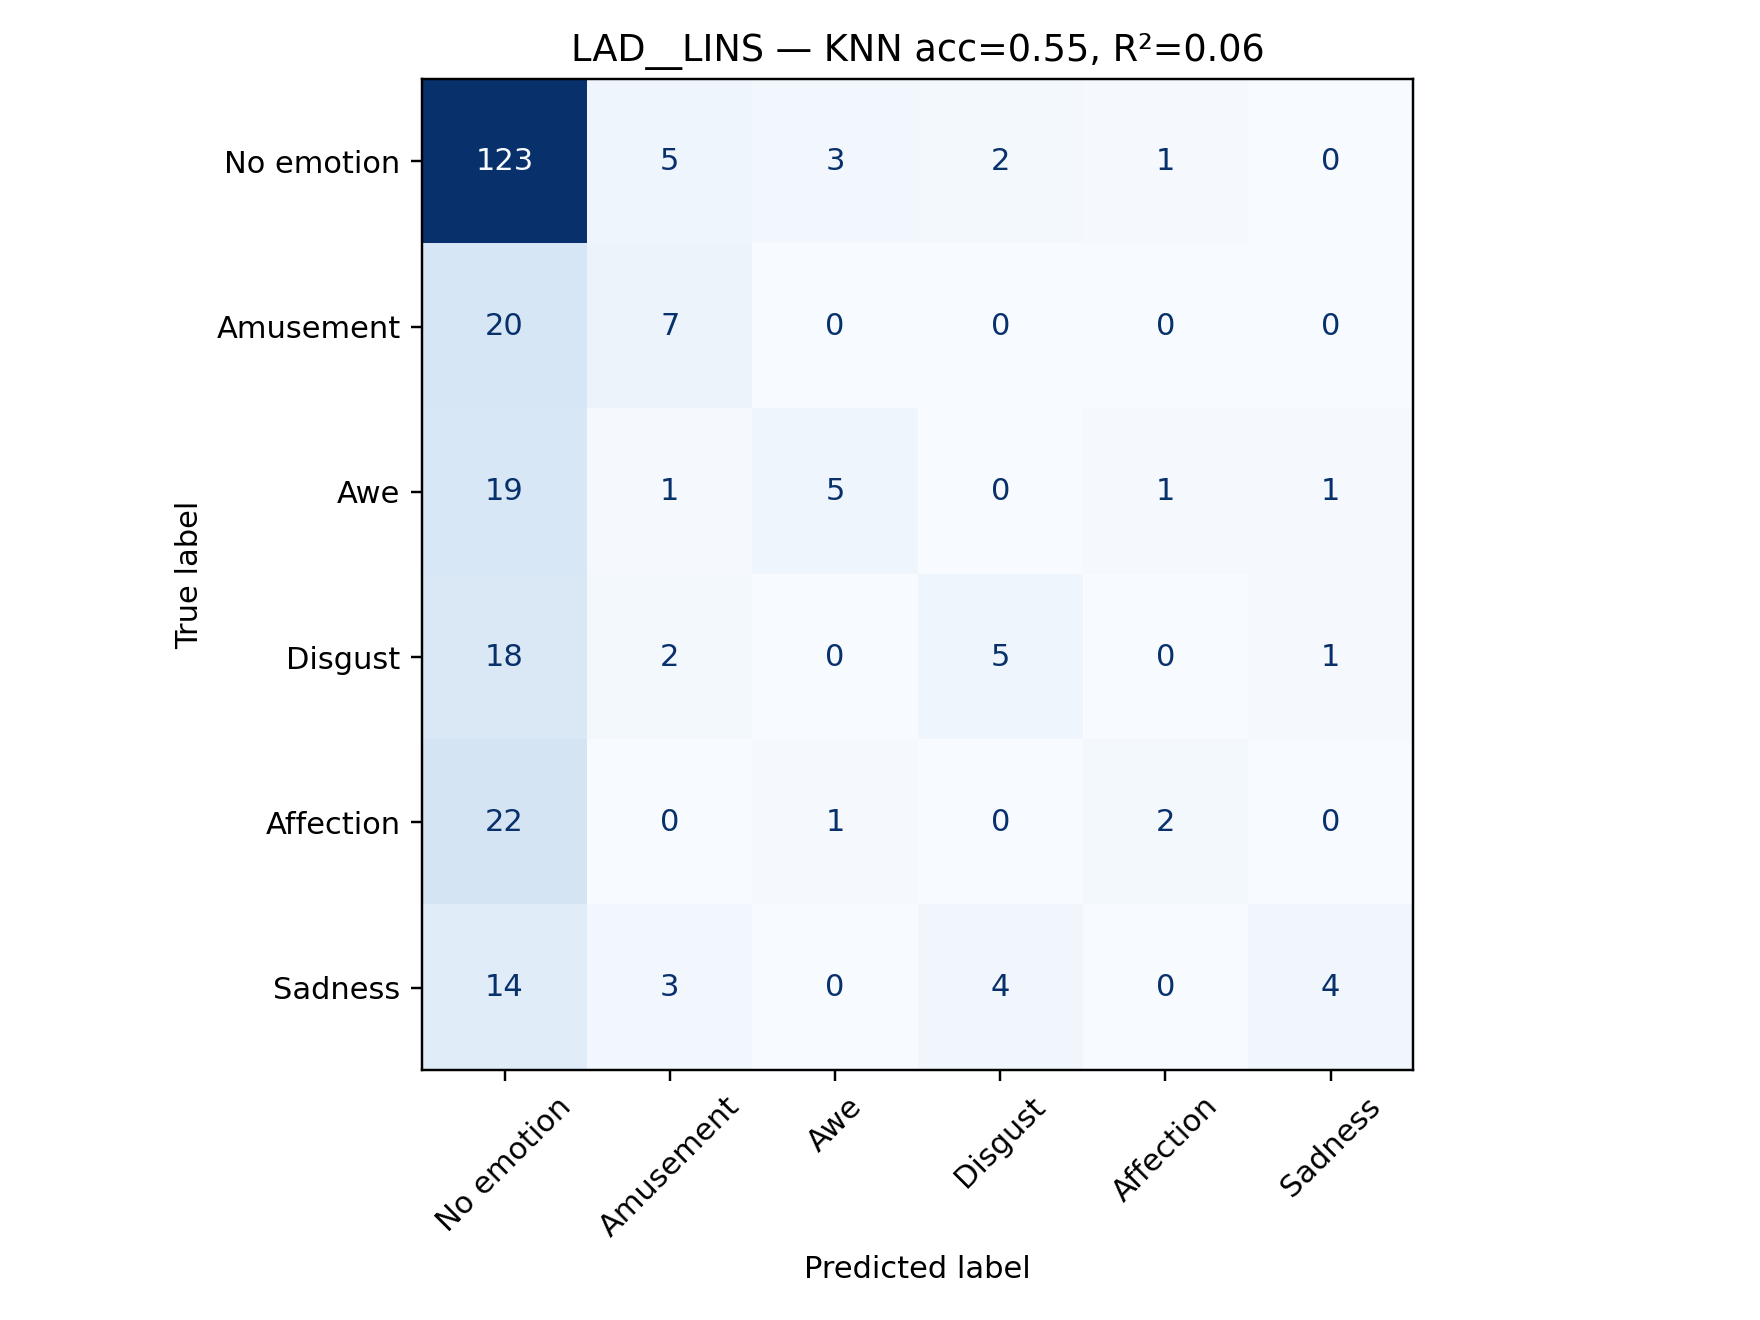 LAD__LINS — KNN acc=0.55, R²=0.06
No emotion 123 5 3 2 1 0
Amusement 20 7 0 0 0 0
Awe 19 1 5 0 1 1
Disgust 18 2 0 5 0 1
Affection 22 0 1 0 2 0
Sadness 14 3 0 4 0 4
True label
No emotion Amusement Awe Disgust Affection Sadness
Predicted label